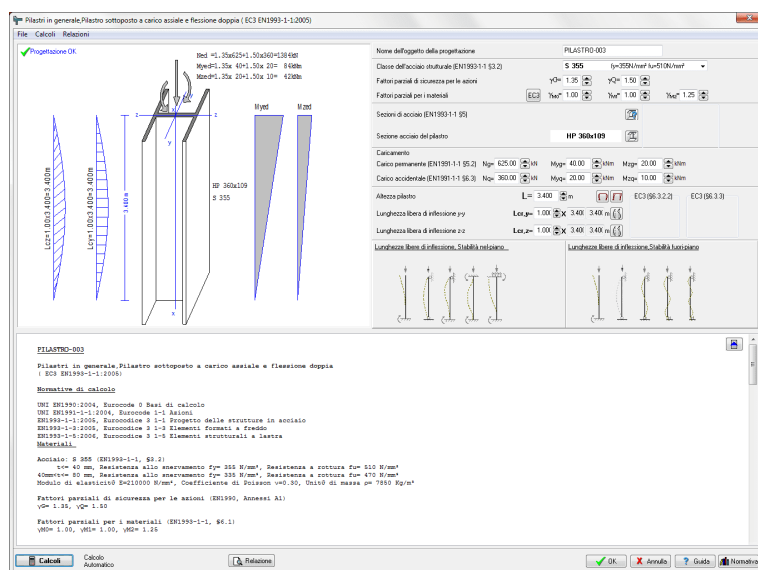 Pilastri in generale,Pilastro sottoposto a carico assiale e flessione doppia ( EC3 EN1993-1-1:2005)
File Calcoli Relazioni
Progettazione OK
Ned =1.35x625+1.50x360=1384kN
Myed=1.35x 40+1.50x 20= 84kNm
Mzed=1.35x 20+1.50x 10= 42kNm
Myed Mzed
z x y z
y
Lcz=1.00x3.400=3.400m
Lcy=1.00x3.400=3.400m
3.400 m
HP 360x109
S 355
x
Nome dell'oggetto della progettazione PILASTRO-003
Classe dell'acciaio strutturale (EN1993-1-1 §3.2) S 355 fy=355N/mm² fu=510N/mm²
Fattori parziali di sicurezza per le azioni γG= 1.35 γQ= 1.50
Fattori parziali per i materiali EC3 γM0= 1.00 γM1= 1.00 γM2= 1.25
Sezioni di acciaio (EN1993-1-1 §5)
Sezione acciaio del pilastro HP 360x109
Caricamento
Carico permanente (EN1991-1-1 §5.2) Ng= 625.00 kN Myg= 40.00 kNm Mzg= 20.00 kNm
Carico accidentale (EN1991-1-1 §6.3) Nq= 360.00 kN Myq= 20.00 kNm Mzq= 10.00 kNm
Altezza pilastro L= 3.400 m EC3 (§6.3.2.2) EC3 (§6.3.3)
Lunghezza libera di inflessione y-y Lcr,y= 1.00( X 3.40( 3.40( m
Lunghezza libera di inflessione z-z Lcr,z= 1.00( X 3.40( 3.40( m
Lunghezze libere di inflessione, Stabilità nel-piano Lunghezze libere di inflessione,Stabilità fuori-piano
PILASTRO-003
Pilastri in generale,Pilastro sottoposto a carico assiale e flessione doppia
( EC3 EN1993-1-1:2005)
Normative di calcolo
UNI EN1990:2004, Eurocode 0 Basi di calcolo
UNI EN1991-1-1:2004, Eurocode 1-1 Azioni
EN1993-1-1:2005, Eurocodice 3 1-1 Progetto delle strutture in acciaio
EN1993-1-3:2005, Eurocodice 3 1-3 Elementi formati a freddo
EN1993-1-5:2006, Eurocodice 3 1-5 Elementi strutturali a lastra
Materiali
Acciaio: S 355 (EN1993-1-1, §3.2)
t<= 40 mm, Resistenza allo snervamento fy= 355 N/mm², Resistenza a rottura fu= 510 N/mm²
40mm<t<= 80 mm, Resistenza allo snervamento fy= 335 N/mm², Resistenza a rottura fu= 470 N/mm²
Modulo di elasticitŐ E=210000 N/mm², Coefficiente di Poisson ν=0.30, UnitŐ di massa ρ= 7850 Kg/m³
Fattori parziali di sicurezza per le azioni (EN1990, Annessi A1)
γG= 1.35, γQ= 1.50
Fattori parziali per i materiali (EN1993-1-1, §6.1)
γM0= 1.00, γM1= 1.00, γM2= 1.25
Calcoli Calcolo Automatico Relazione OK Annulla ? Guida Normativa